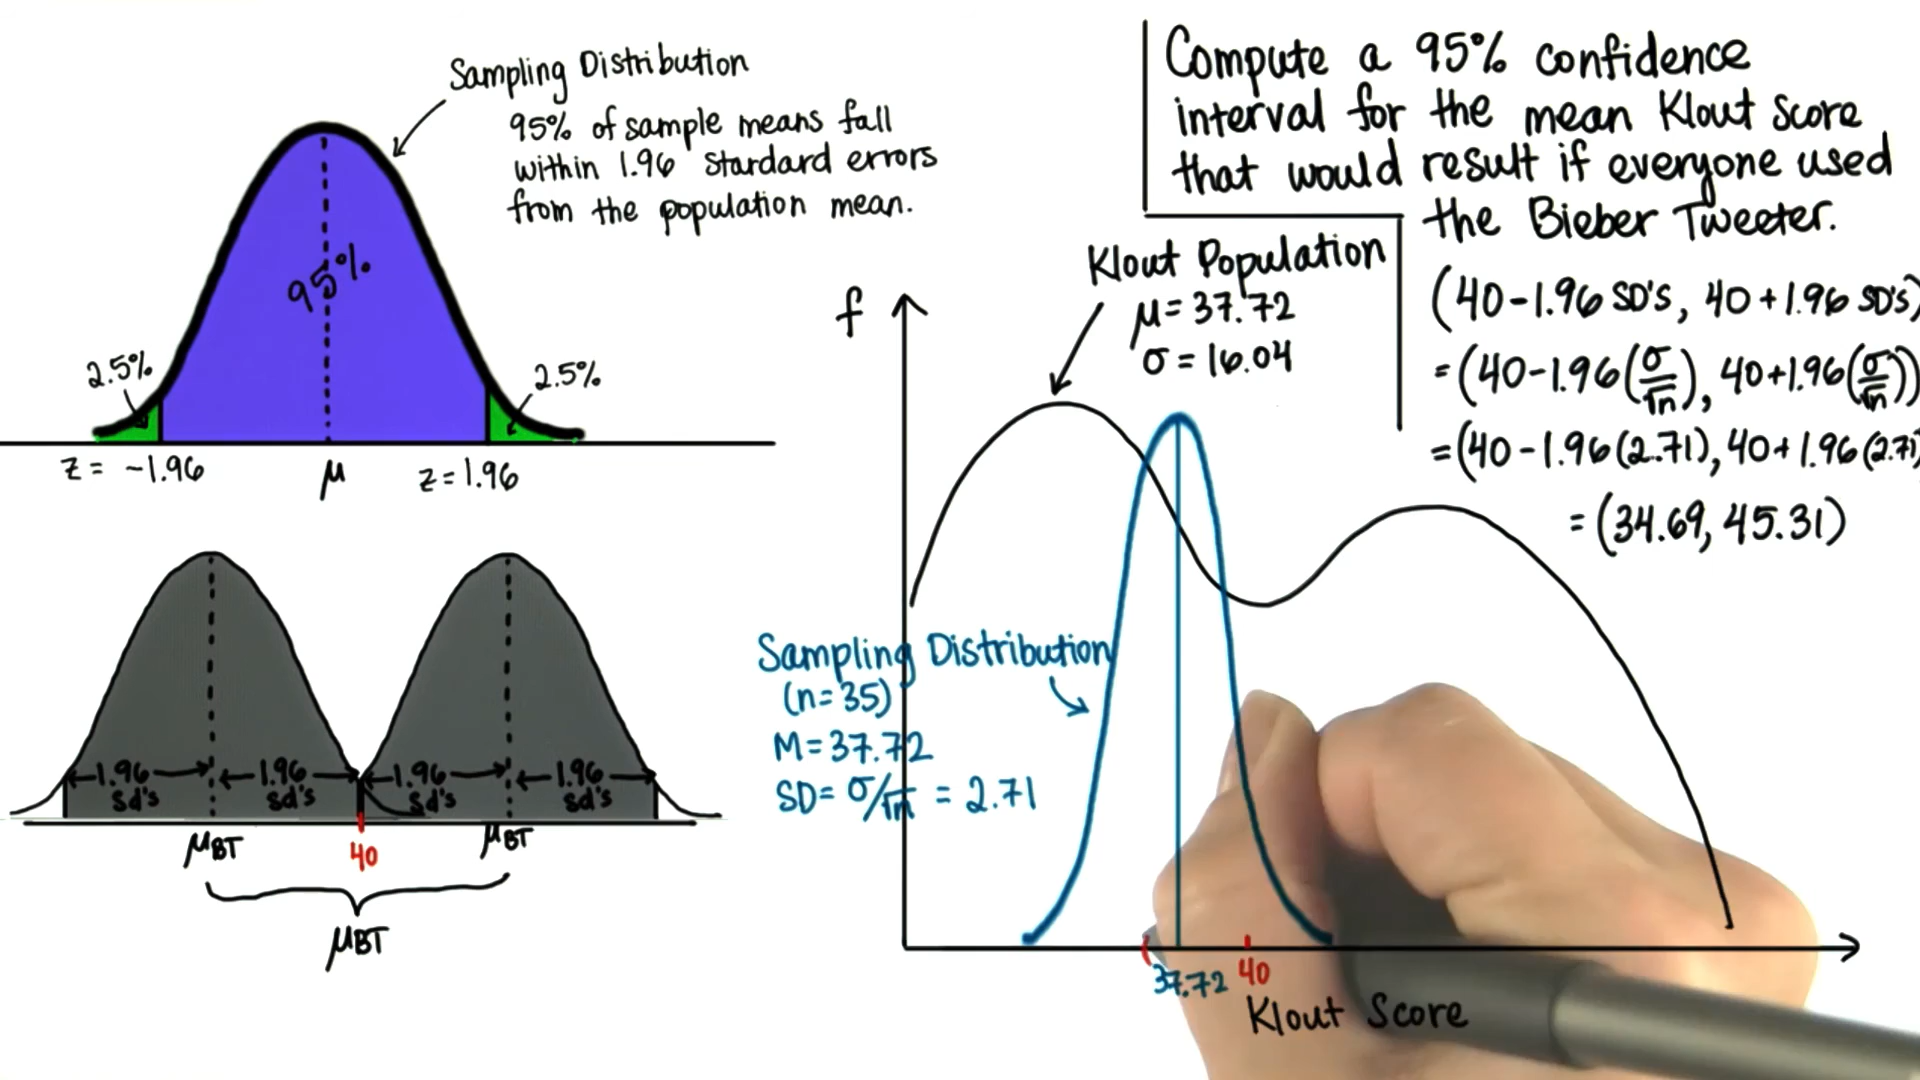 Sampling Distribution
95% of sample means fall
within 1.96 stardard errors
from the population mean.
95%
2.5%
2.5%
z = -1.96
μ
z = 1.96
1.96 sd's
1.96 sd's
1.96 sd's
1.96 sd's
μBT
40
μBT
μBT
Compute a 95% confidence
interval for the mean Klout Score
that would result if everyone used
the Bieber Tweeter.
(40-1.96 SD's, 40+1.96 SD's)
=(40-1.96(σ/√n), 40+1.96(σ/√n))
=(40-1.96(2.71), 40+1.96(2.71)
=(34.69, 45.31)
Klout Population
μ=37.72
σ=16.04
f
Sampling Distribution
(n=35)
M=37.72
SD=σ/√n = 2.71
(
37.72
40
Klout Score